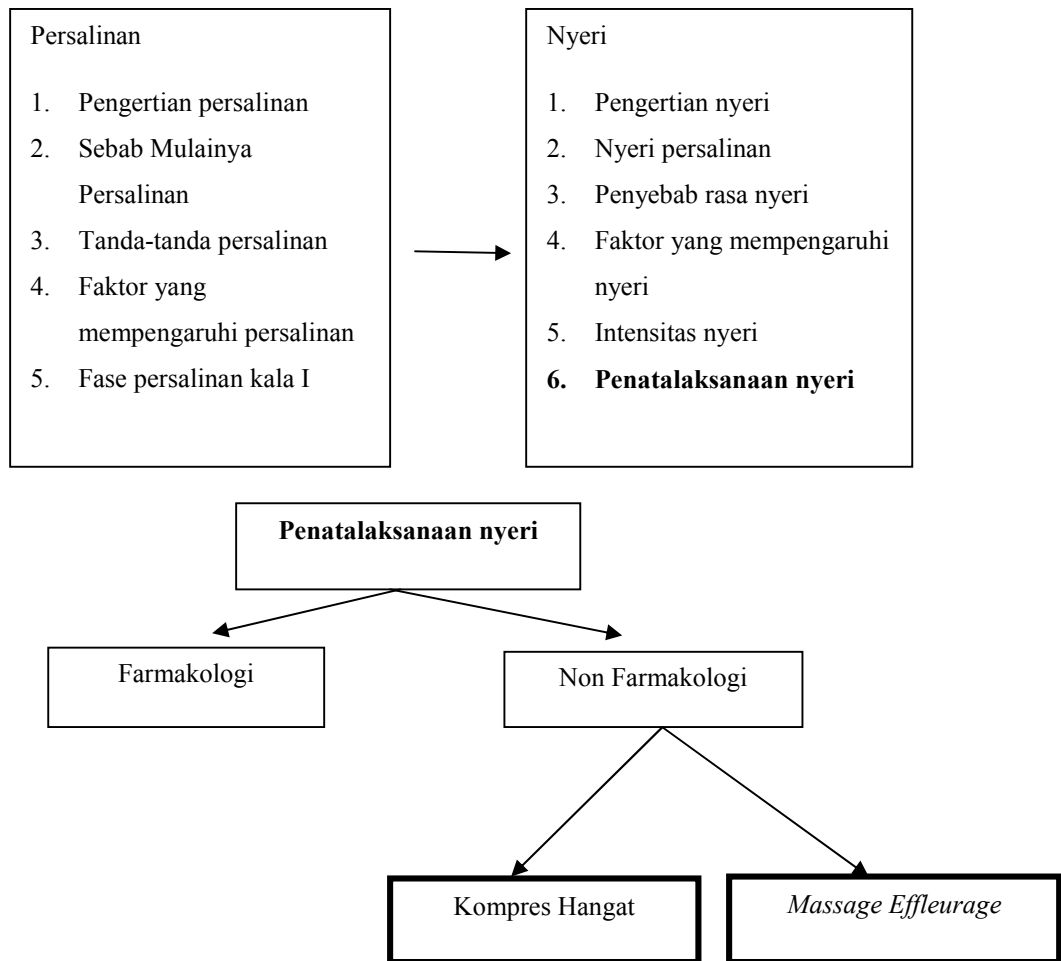 Persalinan
1. Pengertian persalinan
2. Sebab Mulainya
Persalinan
3. Tanda-tanda persalinan
4. Faktor yang
mempengaruhi persalinan
5. Fase persalinan kala I
Nyeri
1. Pengertian nyeri
2. Nyeri persalinan
3. Penyebab rasa nyeri
4. Faktor yang mempengaruhi
nyeri
5. Intensitas nyeri
6. Penatalaksanaan nyeri
Penatalaksanaan nyeri
Farmakologi
Non Farmakologi
Kompres Hangat
Massage Effleurage